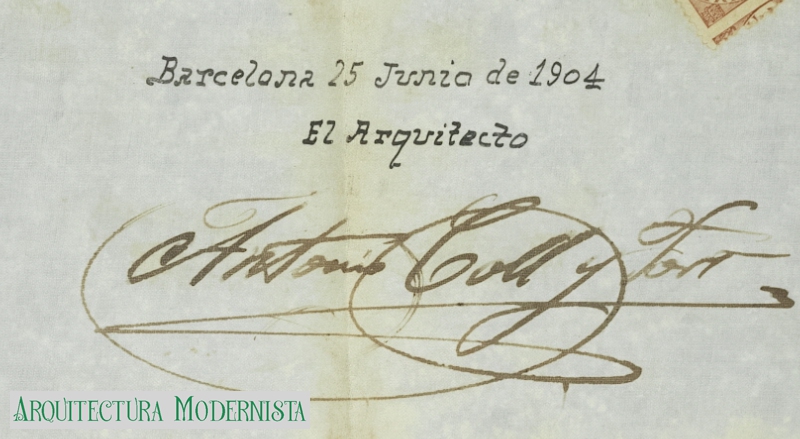 Barcelona 25 Junio de 1904
El Arquitecto
Antonio Coll y Fort
Arquitectura Modernista